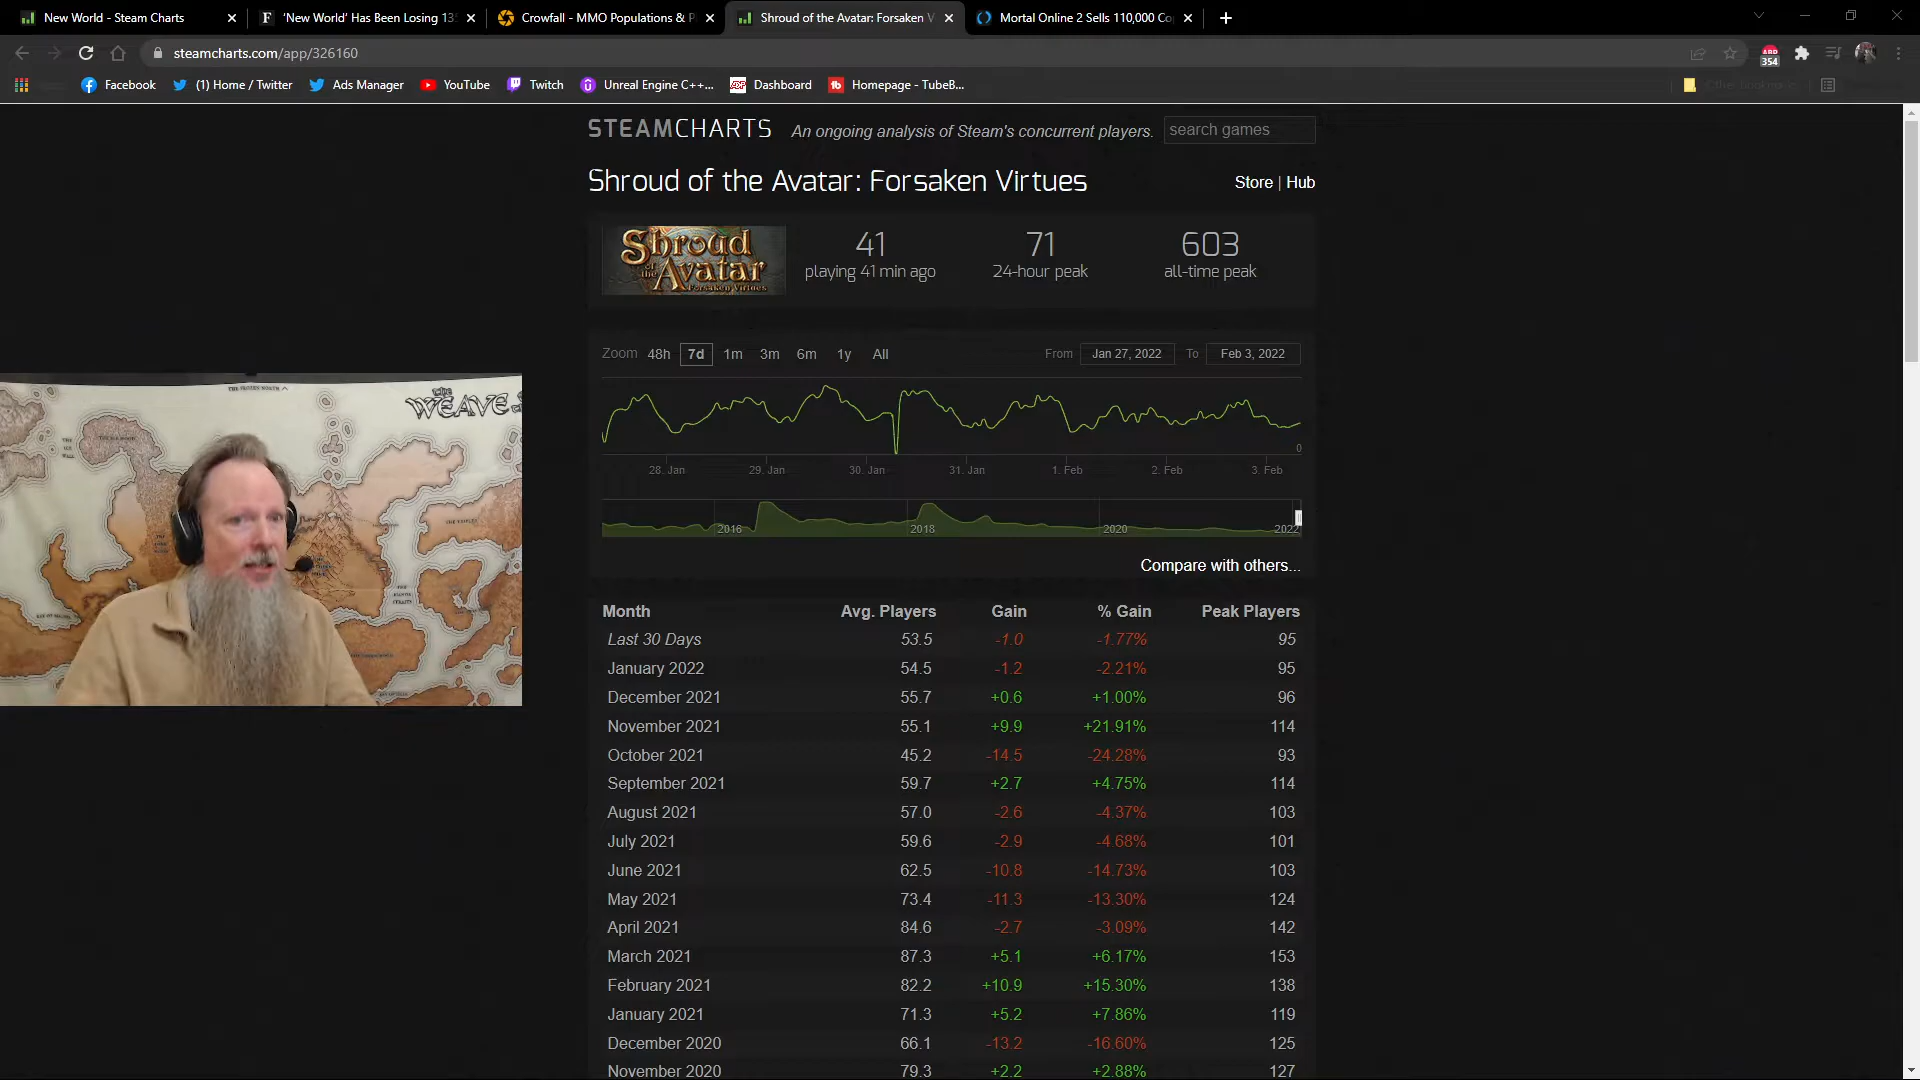 New World - Steam Charts
'New World' Has Been Losing 13
Crowfall - MMO Populations & P
Shroud of the Avatar: Forsaken V
Mortal Online 2 Sells 110,000 Co
steamcharts.com/app/326160
ABP
354
Facebook
(1) Home / Twitter
Ads Manager
YouTube
Twitch
Unreal Engine C++...
Dashboard
Homepage - TubeB...
Other bookmarks
STEAMCHARTS
An ongoing analysis of Steam's concurrent players.
search games
Shroud of the Avatar: Forsaken Virtues
Store | Hub
Shroud
of the Avatar
Forsaken Virtues
41
playing 41 min ago
71
24-hour peak
603
all-time peak
Zoom 48h 7d 1m 3m 6m 1y All
From Jan 27, 2022 To Feb 3, 2022
0
28. Jan 29. Jan 30. Jan 31. Jan 1. Feb 2. Feb 3. Feb
2016 2018 2020 2022
Compare with others...
THE FROZEN NORTH
The
WEAVE
Month Avg. Players Gain % Gain Peak Players
Last 30 Days 53.5 -1.0 -1.77% 95
January 2022 54.5 -1.2 -2.21% 95
December 2021 55.7 +0.6 +1.00% 96
November 2021 55.1 +9.9 +21.91% 114
October 2021 45.2 -14.5 -24.28% 93
September 2021 59.7 +2.7 +4.75% 114
August 2021 57.0 -2.6 -4.37% 103
July 2021 59.6 -2.9 -4.68% 101
June 2021 62.5 -10.8 -14.73% 103
May 2021 73.4 -11.3 -13.30% 124
April 2021 84.6 -2.7 -3.09% 142
March 2021 87.3 +5.1 +6.17% 153
February 2021 82.2 +10.9 +15.30% 138
January 2021 71.3 +5.2 +7.86% 119
December 2020 66.1 -13.2 -16.60% 125
November 2020 79.3 +2.2 +2.88% 127